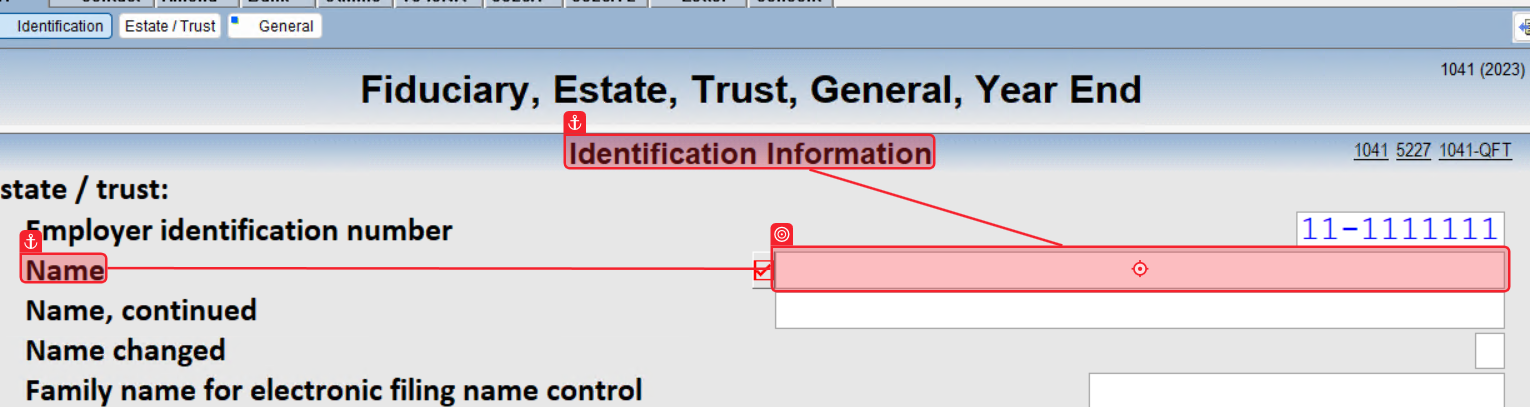 Identification Estate / Trust General
1041 (2023)
Fiduciary, Estate, Trust, General, Year End
Identification Information
1041 5227 1041-QFT
state / trust:
Employer identification number 11-1111111
Name
Name, continued
Name changed
Family name for electronic filing name control